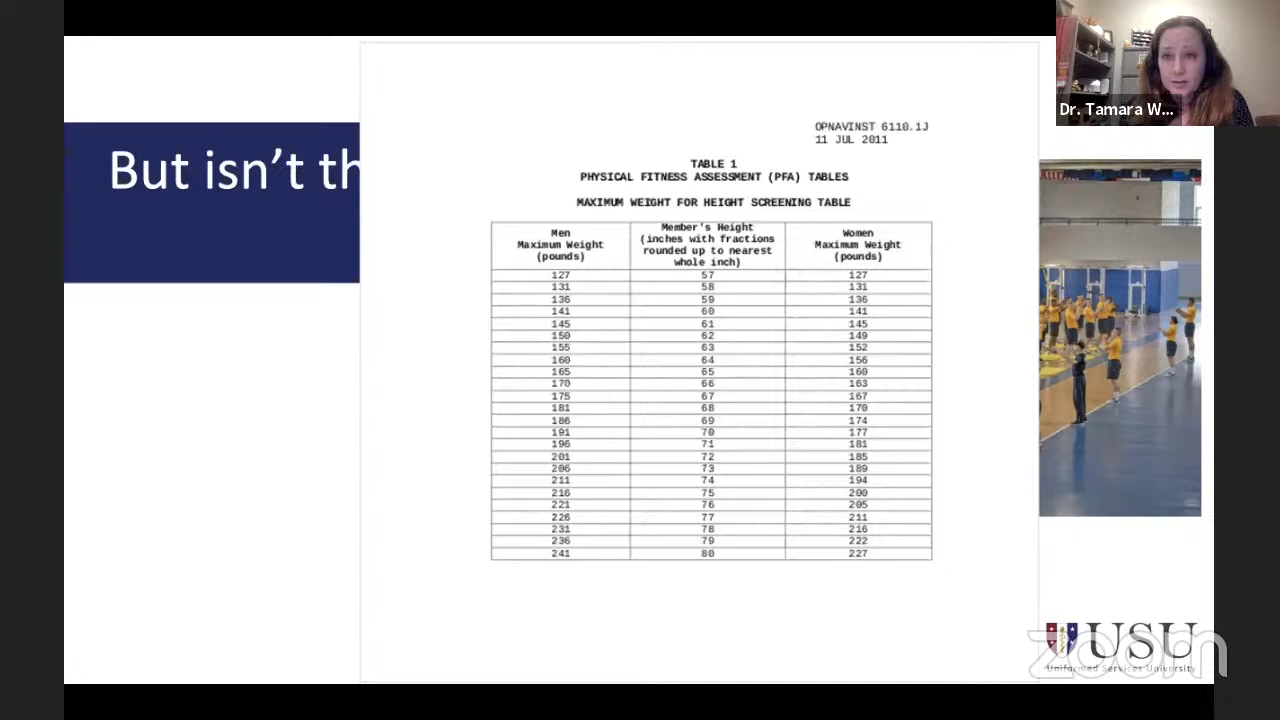 Dr. Tamara W...
But isn't th
OPNAVINST 6110.1J
11 JUL 2011
TABLE 1
PHYSICAL FITNESS ASSESSMENT (PFA) TABLES
MAXIMUM WEIGHT FOR HEIGHT SCREENING TABLE
Men Maximum Weight (pounds) Member's Height (inches with fractions rounded up to nearest whole inch) Women Maximum Weight (pounds)
127 57 127
131 58 131
136 59 136
141 60 141
145 61 145
150 62 149
155 63 152
160 64 156
165 65 160
170 66 163
175 67 167
181 68 170
186 69 174
191 70 177
196 71 181
201 72 185
206 73 189
211 74 194
216 75 200
221 76 205
226 77 211
231 78 216
236 79 222
241 80 227
USU
Uniformed Services University
zoom